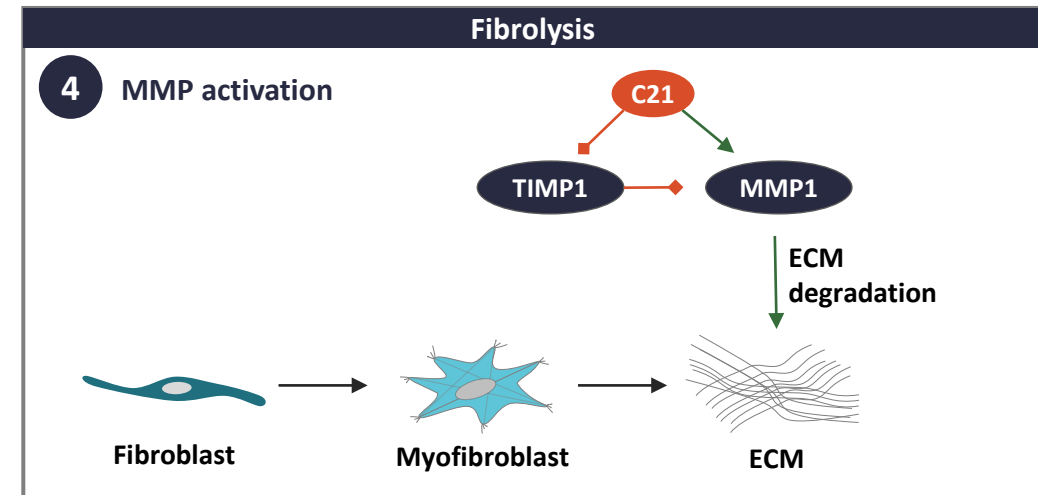 Fibrolysis
4 MMP activation
C21
TIMP1
MMP1
ECM
degradation
Fibroblast
Myofibroblast
ECM